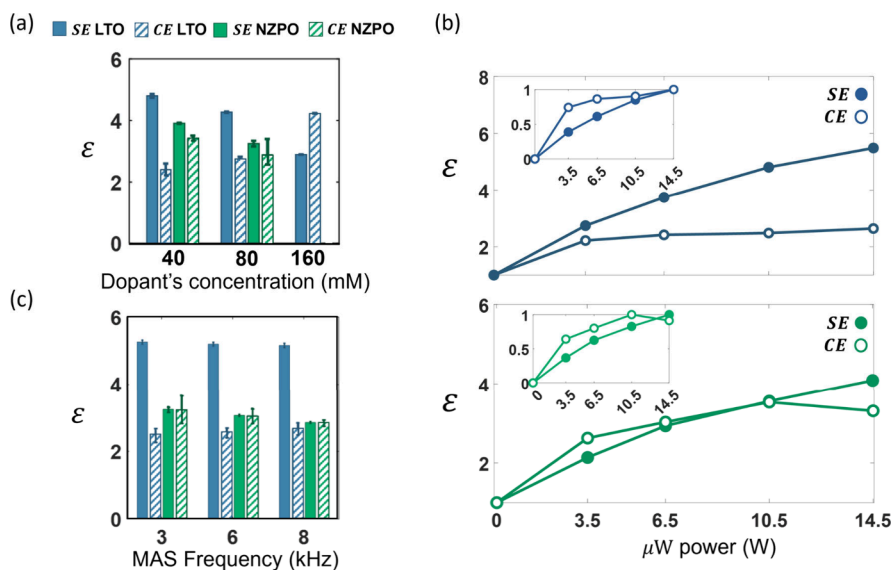 (a)
SE LTO CE LTO SE NZPO CE NZPO
6
4
2
0
ε
40 80 160
Dopant's concentration (mM)
(c)
6
4
2
0
ε
3 6 8
MAS Frequency (kHz)
(b)
8
6
4
2
ε
1
0.5
0
3.5 6.5 10.5 14.5
SE
CE
6
4
2
ε
1
0.5
0
0 3.5 6.5 10.5 14.5
SE
CE
0 3.5 6.5 10.5 14.5
μW power (W)